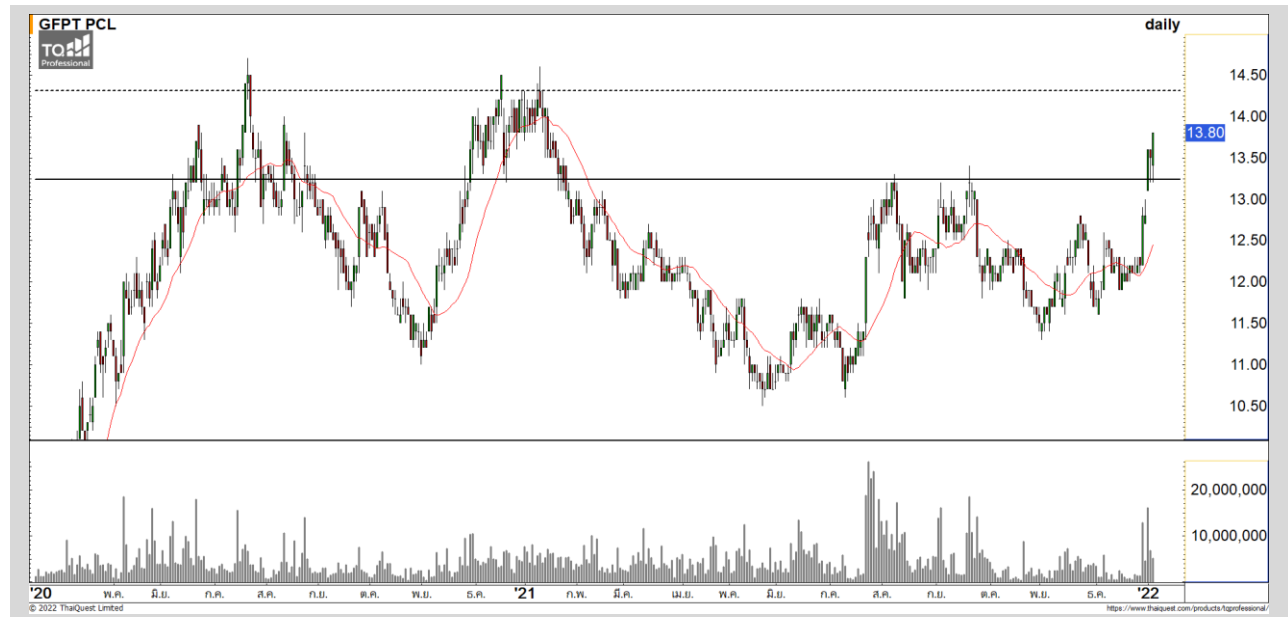 GFPT PCL daily
TQ
Professional
14.50
14.00
13.80
13.50
13.00
12.50
12.00
11.50
11.00
10.50
20,000,000
10,000,000
'20 พ.ค. มิ.ย. ก.ค. ส.ค. ก.ย. ต.ค. พ.ย. ธ.ค. '21 ก.พ. มี.ค. เม.ย. พ.ค. มิ.ย. ก.ค. ส.ค. ก.ย. ต.ค. พ.ย. ธ.ค. '22
© 2022 ThaiQuest Limited https://www.thaiquest.com/products/tqprofessional/